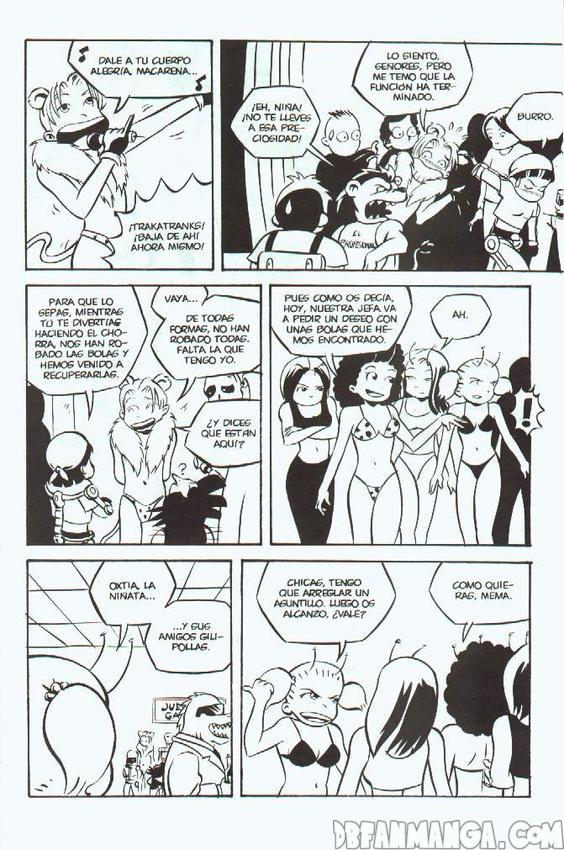 DALE A TU CUERPO
ALEGRÍA, MACARENA...
¡TRAKATRANKS!
¡BAJA DE AHÍ
AHORA MISMO!
¡EH, NIÑA!
¡NO TE LLEVES
A ESA PRE-
CIOSIDAD!
LO SIENTO,
SEÑORES, PERO
ME TEMO QUE LA
FUNCIÓN HA TER-
MINADO.
BURRO.
EL
PROFESIONAL
PARA QUE LO
SEPAS, MIENTRAS
TÚ TE DIVERTÍAS
HACIENDO EL CHO-
RRA, NOS HAN RO-
BADO LAS BOLAS Y
HEMOS VENIDO A
RECUPERARLAS.
VAYA...
DE TODAS
FORMAS, NO HAN
ROBADO TODAS.
FALTA LA QUE
TENGO YO.
¿Y DICES
QUE ESTÁN
AQUÍ?
PUES COMO OS DECÍA,
HOY, NUESTRA JEFA VA
A PEDIR UN DESEO CON
UNAS BOLAS QUE HE-
MOS ENCONTRADO.
AH.
!
OXTIA, LA
NIÑATA...
...Y SUS
AMIGOS GILI-
POLLAS.
CHICAS, TENGO
QUE ARREGLAR UN
ASUNTILLO. LUEGO OS
ALCANZO, ¿VALE?
COMO QUIE-
RAS, MEMA.
DBFANMANGA.COM